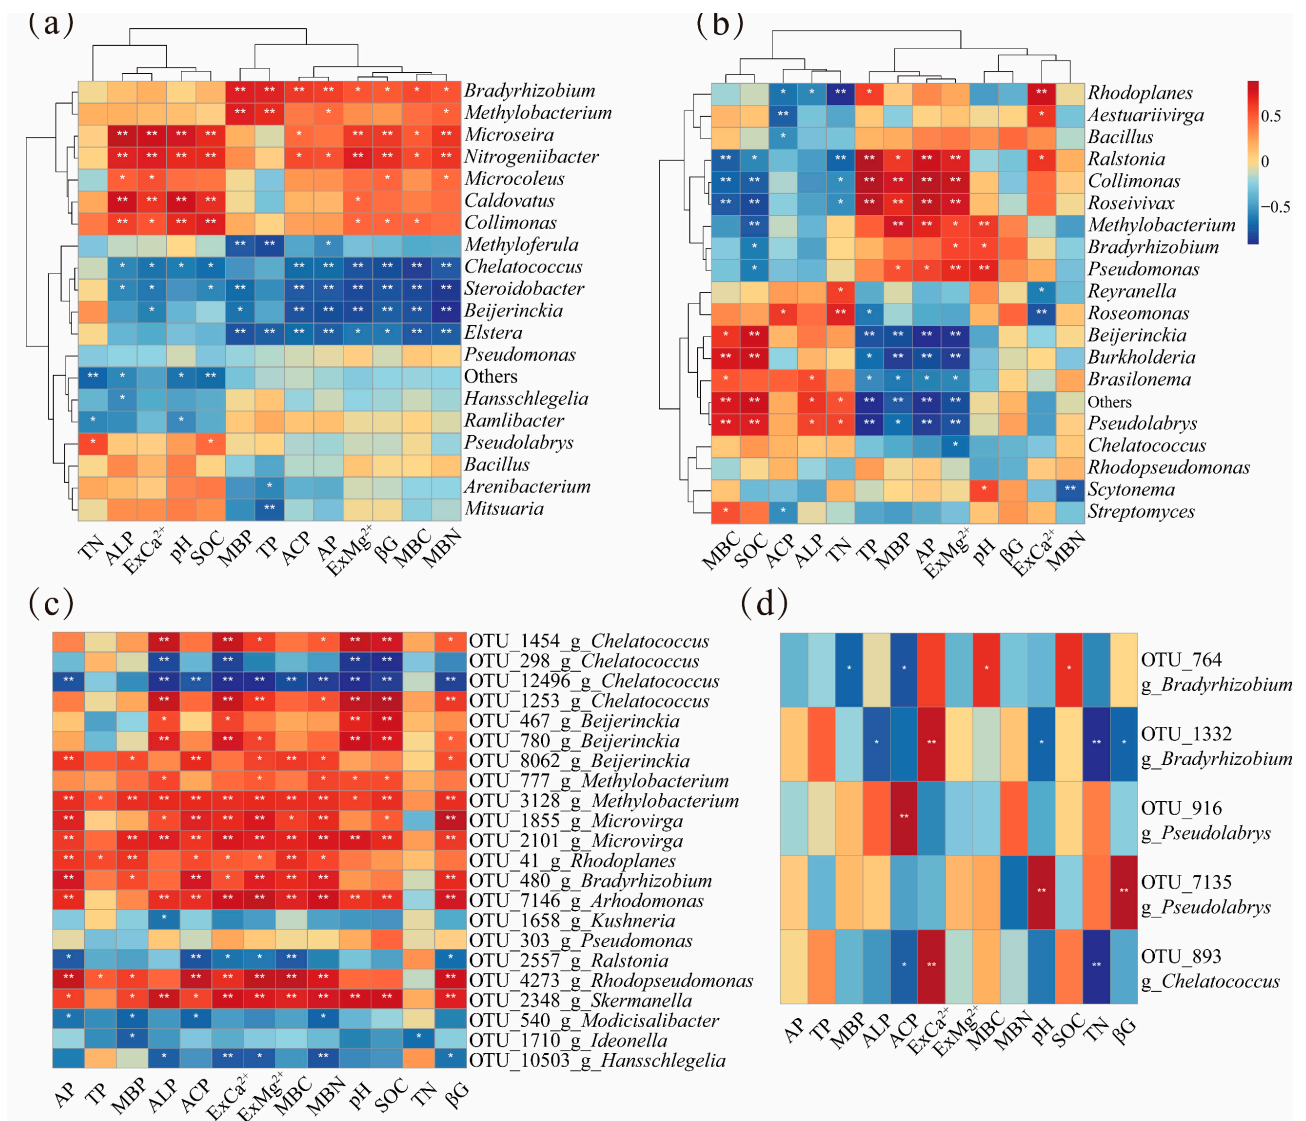 (a)
Bradyrhizobium
Methylobacterium
Microseira
Nitrogeniibacter
Microcoleus
Caldovatus
Collimonas
Methyloferula
Chelatococcus
Steroidobacter
Beijerinckia
Elstera
Pseudomonas
Others
Hansschlegelia
Ramlibacter
Pseudolabrys
Bacillus
Arenibacterium
Mitsuaria
TN ALP ExCa²⁺ pH SOC MBP TP ACP AP ExMg²⁺ βG MBC MBN
(b)
Rhodoplanes
Aestuariivirga
Bacillus
Ralstonia
Collimonas
Roseivivax
Methylobacterium
Bradyrhizobium
Pseudomonas
Reyranella
Roseomonas
Beijerinckia
Burkholderia
Brasilonema
Others
Pseudolabrys
Chelatococcus
Rhodopseudomonas
Scytonema
Streptomyces
MBC SOC ACP ALP TN TP MBP AP ExMg²⁺ pH βG ExCa²⁺ MBN
0.5
0
−0.5
(c)
OTU_1454_g_Chelatococcus
OTU_298_g_Chelatococcus
OTU_12496_g_Chelatococcus
OTU_1253_g_Chelatococcus
OTU_467_g_Beijerinckia
OTU_780_g_Beijerinckia
OTU_8062_g_Beijerinckia
OTU_777_g_Methylobacterium
OTU_3128_g_Methylobacterium
OTU_1855_g_Microvirga
OTU_2101_g_Microvirga
OTU_41_g_Rhodoplanes
OTU_480_g_Bradyrhizobium
OTU_7146_g_Arhodomonas
OTU_1658_g_Kushneria
OTU_303_g_Pseudomonas
OTU_2557_g_Ralstonia
OTU_4273_g_Rhodopseudomonas
OTU_2348_g_Skermanella
OTU_540_g_Modicisalibacter
OTU_1710_g_Ideonella
OTU_10503_g_Hansschlegelia
AP TP MBP ALP ACP ExCa²⁺ ExMg²⁺ MBC MBN pH SOC TN βG
(d)
OTU_764
g_Bradyrhizobium
OTU_1332
g_Bradyrhizobium
OTU_916
g_Pseudolabrys
OTU_7135
g_Pseudolabrys
OTU_893
g_Chelatococcus
AP TP MBP ALP ACP ExCa²⁺ ExMg²⁺ MBC MBN pH SOC TN βG